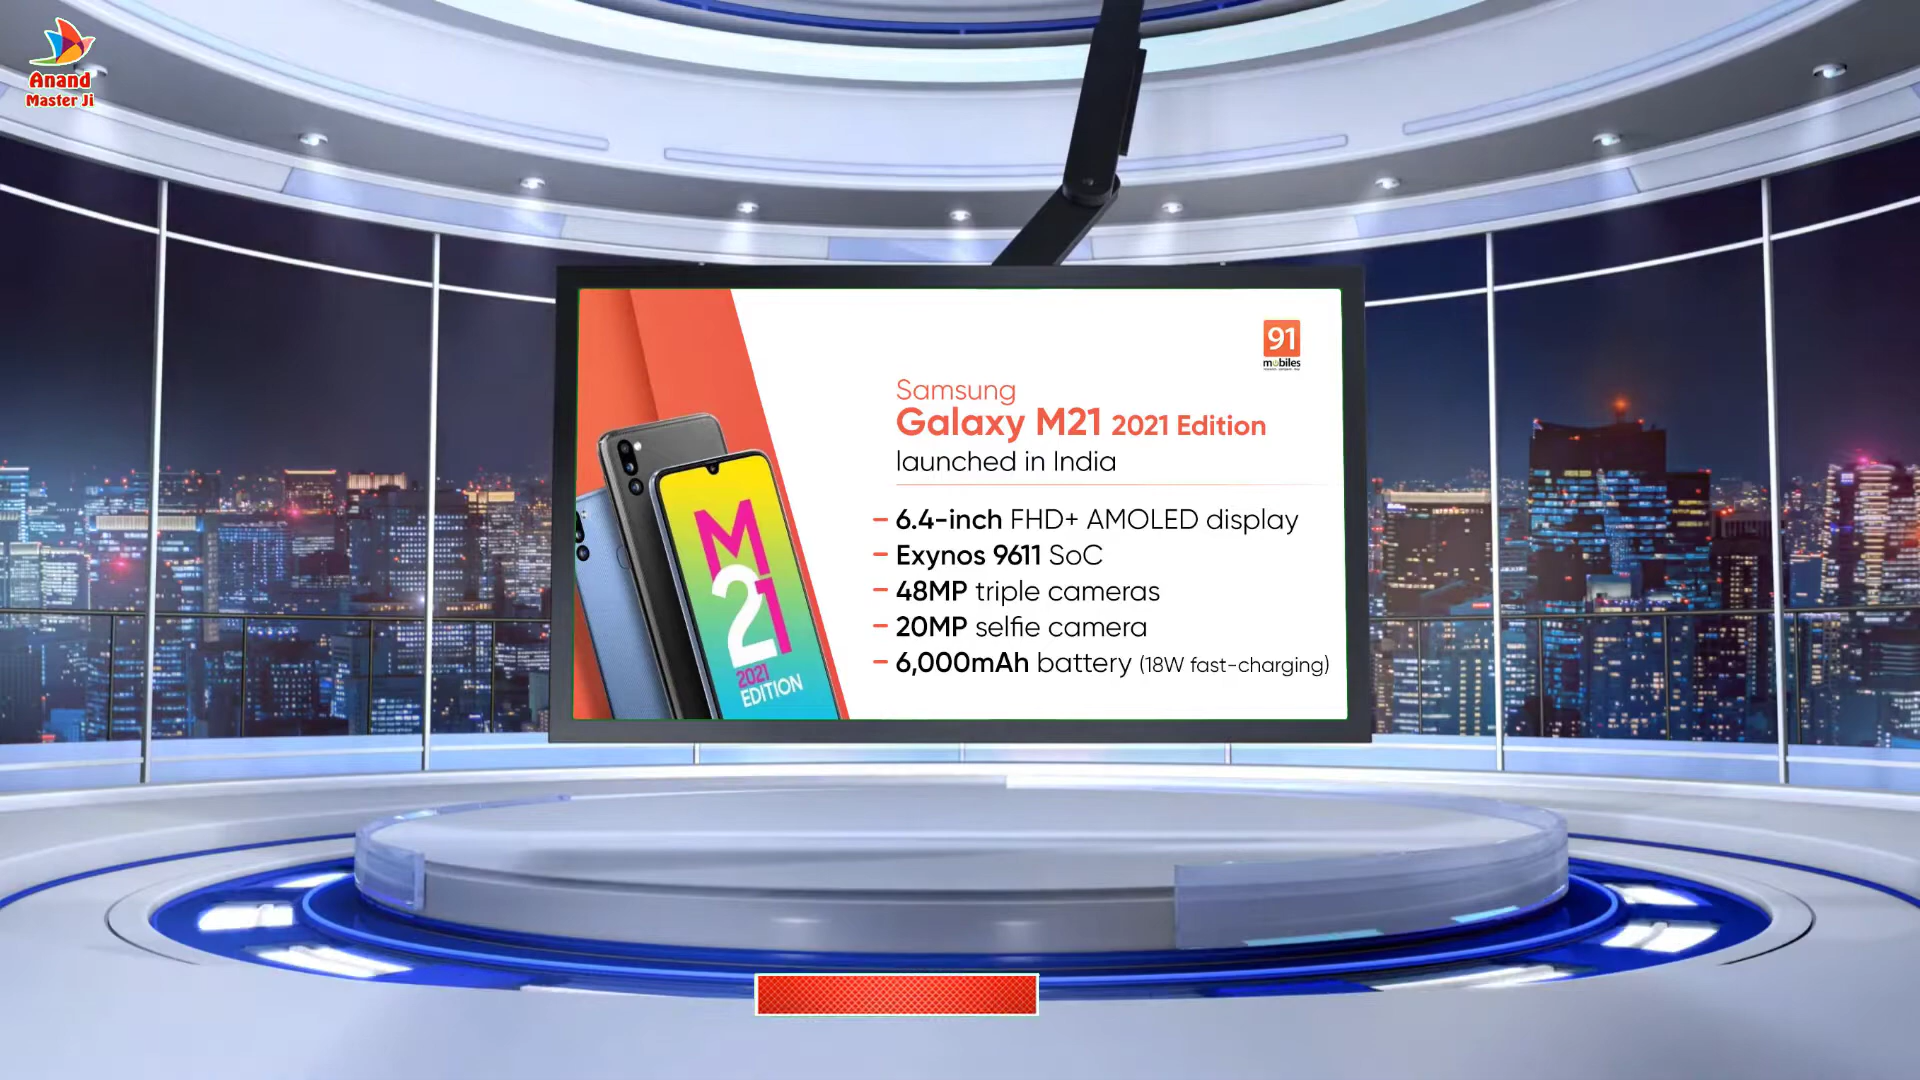 Anand
Master Ji
91
mobiles
Samsung
Galaxy M21 2021 Edition
launched in India
– 6.4-inch FHD+ AMOLED display
– Exynos 9611 SoC
– 48MP triple cameras
– 20MP selfie camera
– 6,000mAh battery (18W fast-charging)
M
21
2021
EDITION